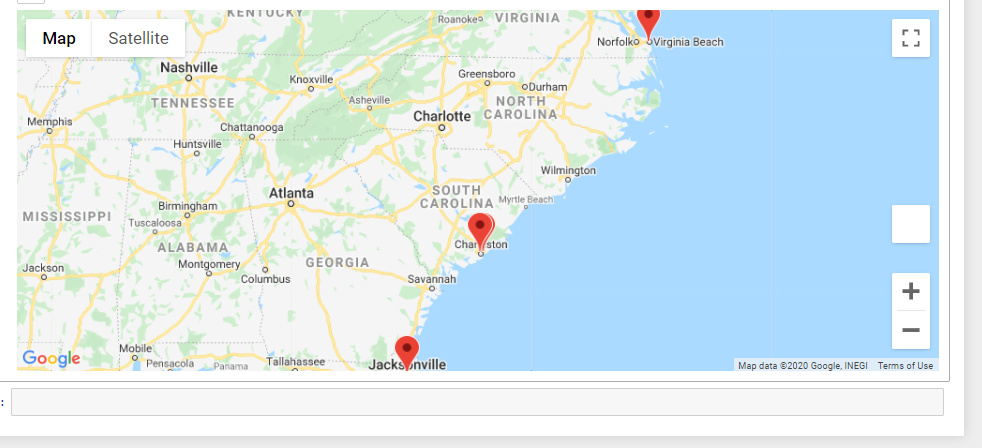 KENTUCKY
Roanoke
VIRGINIA
Map
Satellite
Norfolk
Virginia Beach
Nashville
Knoxville
Greensboro
Durham
TENNESSEE
Asheville
NORTH
CAROLINA
Memphis
Charlotte
Chattanooga
Huntsville
Wilmington
Atlanta
SOUTH
CAROLINA
Myrtle Beach
Birmingham
MISSISSIPPI
Tuscaloosa
ALABAMA
Charleston
Jackson
Montgomery
GEORGIA
Columbus
Savannah
Mobile
Google
Pensacola
Panama
Tallahassee
Jacksonville
Map data ©2020 Google, INEGI
Terms of Use
: